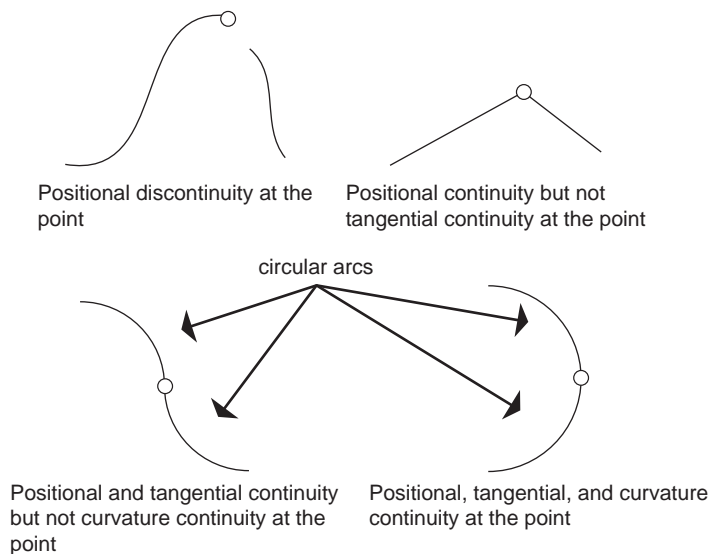 Positional discontinuity at the
point
Positional continuity but not
tangential continuity at the point
circular arcs
Positional and tangential continuity
but not curvature continuity at the
point
Positional, tangential, and curvature
continuity at the point